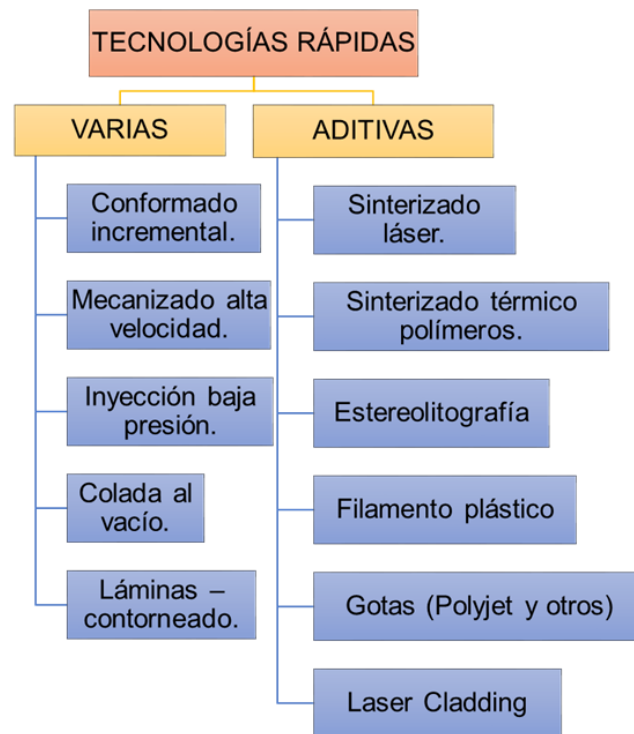 TECNOLOGÍAS RÁPIDAS
VARIAS
Conformado
incremental.
Mecanizado alta
velocidad.
Inyección baja
presión.
Colada al
vacío.
Láminas –
contorneado.
ADITIVAS
Sinterizado
láser.
Sinterizado térmico
polímeros.
Estereolitografía
Filamento plástico
Gotas (Polyjet y otros)
Laser Cladding